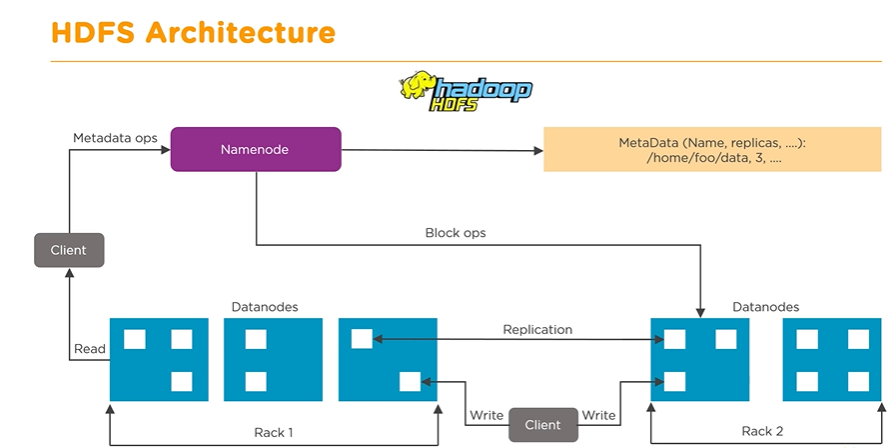 HDFS Architecture
hadoop
HDFS
Metadata ops
Namenode
MetaData (Name, replicas, ....):
/home/foo/data, 3, ....
Block ops
Client
Datanodes
Datanodes
Replication
Read
Write
Client
Write
Rack 1
Rack 2